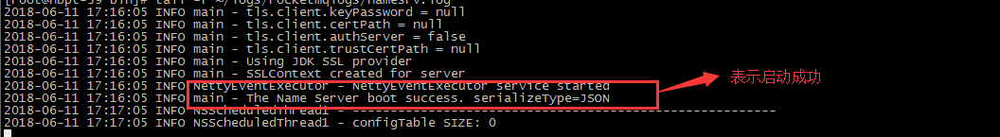 [root@hbpt-59 bin]# tail -f ~/logs/rocketmqlogs/namesrv.log
2018-06-11 17:16:05 INFO main - tls.client.keyPassword = null
2018-06-11 17:16:05 INFO main - tls.client.certPath = null
2018-06-11 17:16:05 INFO main - tls.client.authServer = false
2018-06-11 17:16:05 INFO main - tls.client.trustCertPath = null
2018-06-11 17:16:05 INFO main - Using JDK SSL provider
2018-06-11 17:16:05 INFO main - SSLContext created for server
2018-06-11 17:16:05 INFO NettyEventExecutor - NettyEventExecutor service started
2018-06-11 17:16:05 INFO main - The Name Server boot success. serializeType=JSON
表示启动成功
2018-06-11 17:17:05 INFO NSScheduledThread1 - --------------------------------------------------------
2018-06-11 17:17:05 INFO NSScheduledThread1 - configTable SIZE: 0